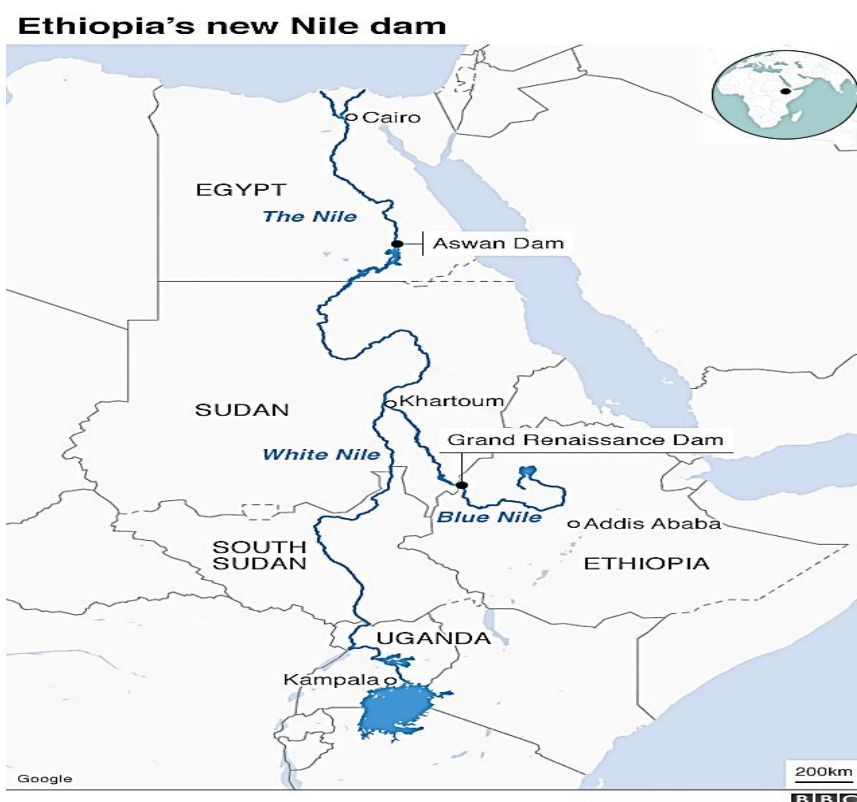 Ethiopia's new Nile dam
Cairo
EGYPT
The Nile
Aswan Dam
SUDAN
Khartoum
Grand Renaissance Dam
White Nile
Blue Nile
Addis Ababa
SOUTH
SUDAN
ETHIOPIA
UGANDA
Kampala
200km
Google
BBC